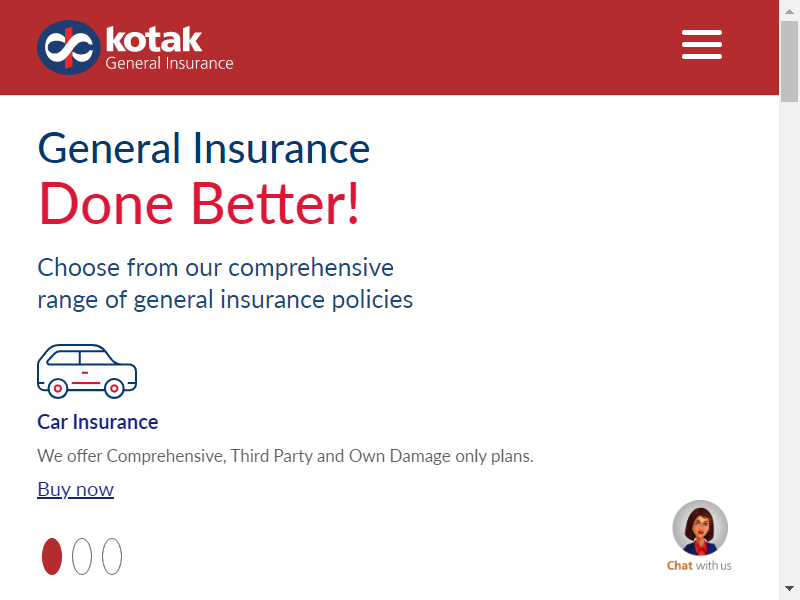 kotak
General Insurance
General Insurance
Done Better!
Choose from our comprehensive
range of general insurance policies
Car Insurance
We offer Comprehensive, Third Party and Own Damage only plans.
Buy now
Chat with us